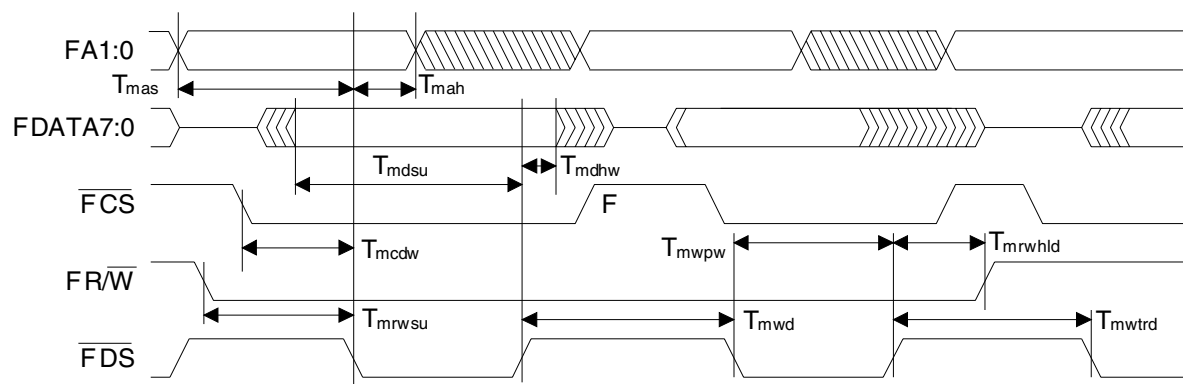 FA1:0
Tmas Tmah
FDATA7:0
Tmdsu Tmdhw
FCS F
Tmcdw Tmwpw Tmrwhld
FR/W
Tmrwsu Tmwd Tmwtrd
FDS